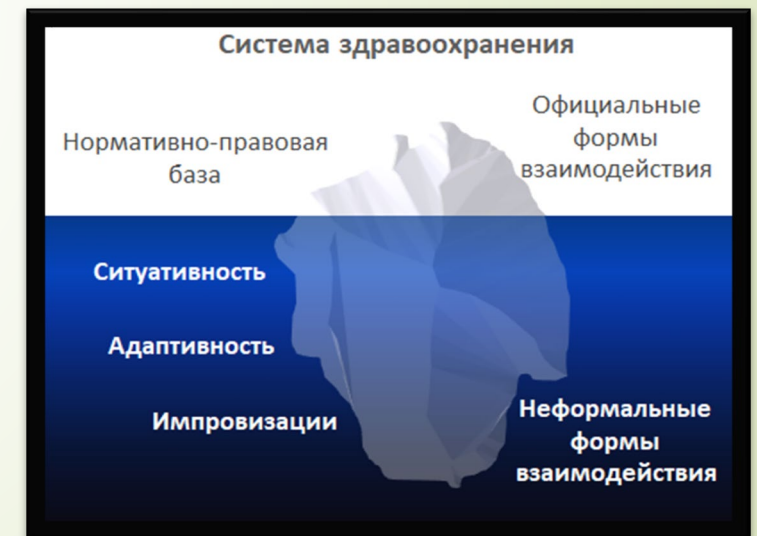 Система здравоохранения
Нормативно-правовая
база
Официальные
формы
взаимодействия
Ситуативность
Адаптивность
Импровизации
Неформальные
формы
взаимодействия